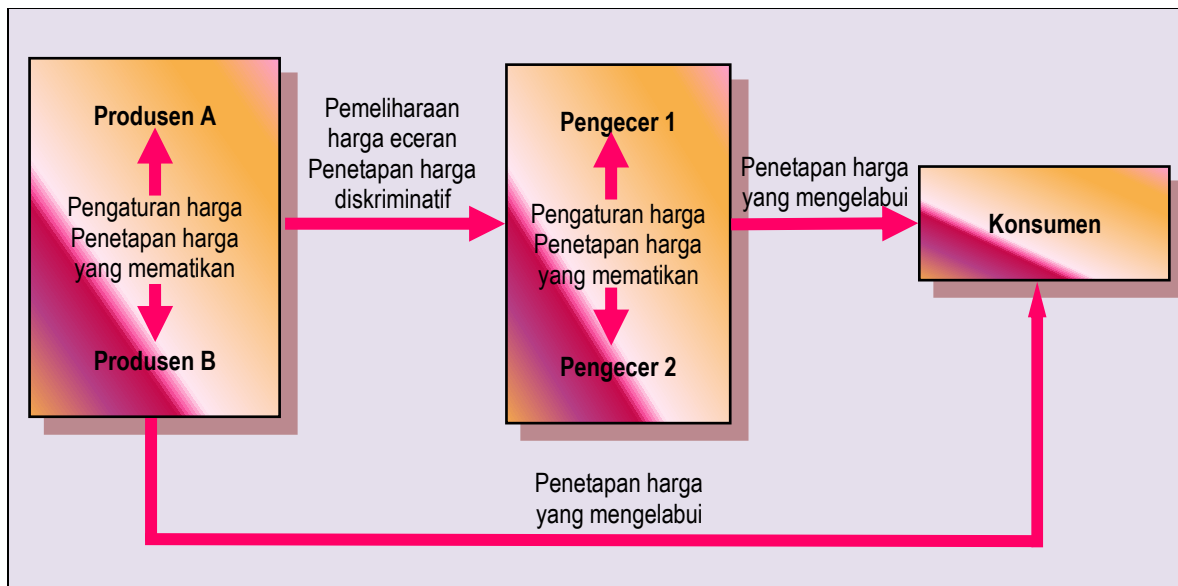 Produsen A
Pengaturan harga
Penetapan harga
yang mematikan
Produsen B
Pemeliharaan
harga eceran
Penetapan harga
diskriminatif
Pengecer 1
Pengaturan harga
Penetapan harga
yang mematikan
Pengecer 2
Penetapan harga
yang mengelabui
Konsumen
Penetapan harga
yang mengelabui